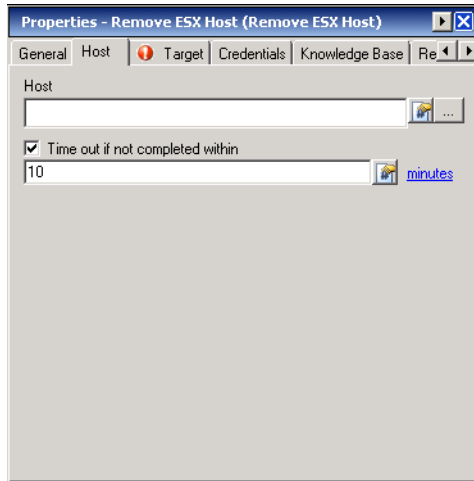 Properties - Remove ESX Host (Remove ESX Host)
General Host Target Credentials Knowledge Base Re
Host
...
Time out if not completed within
10 minutes